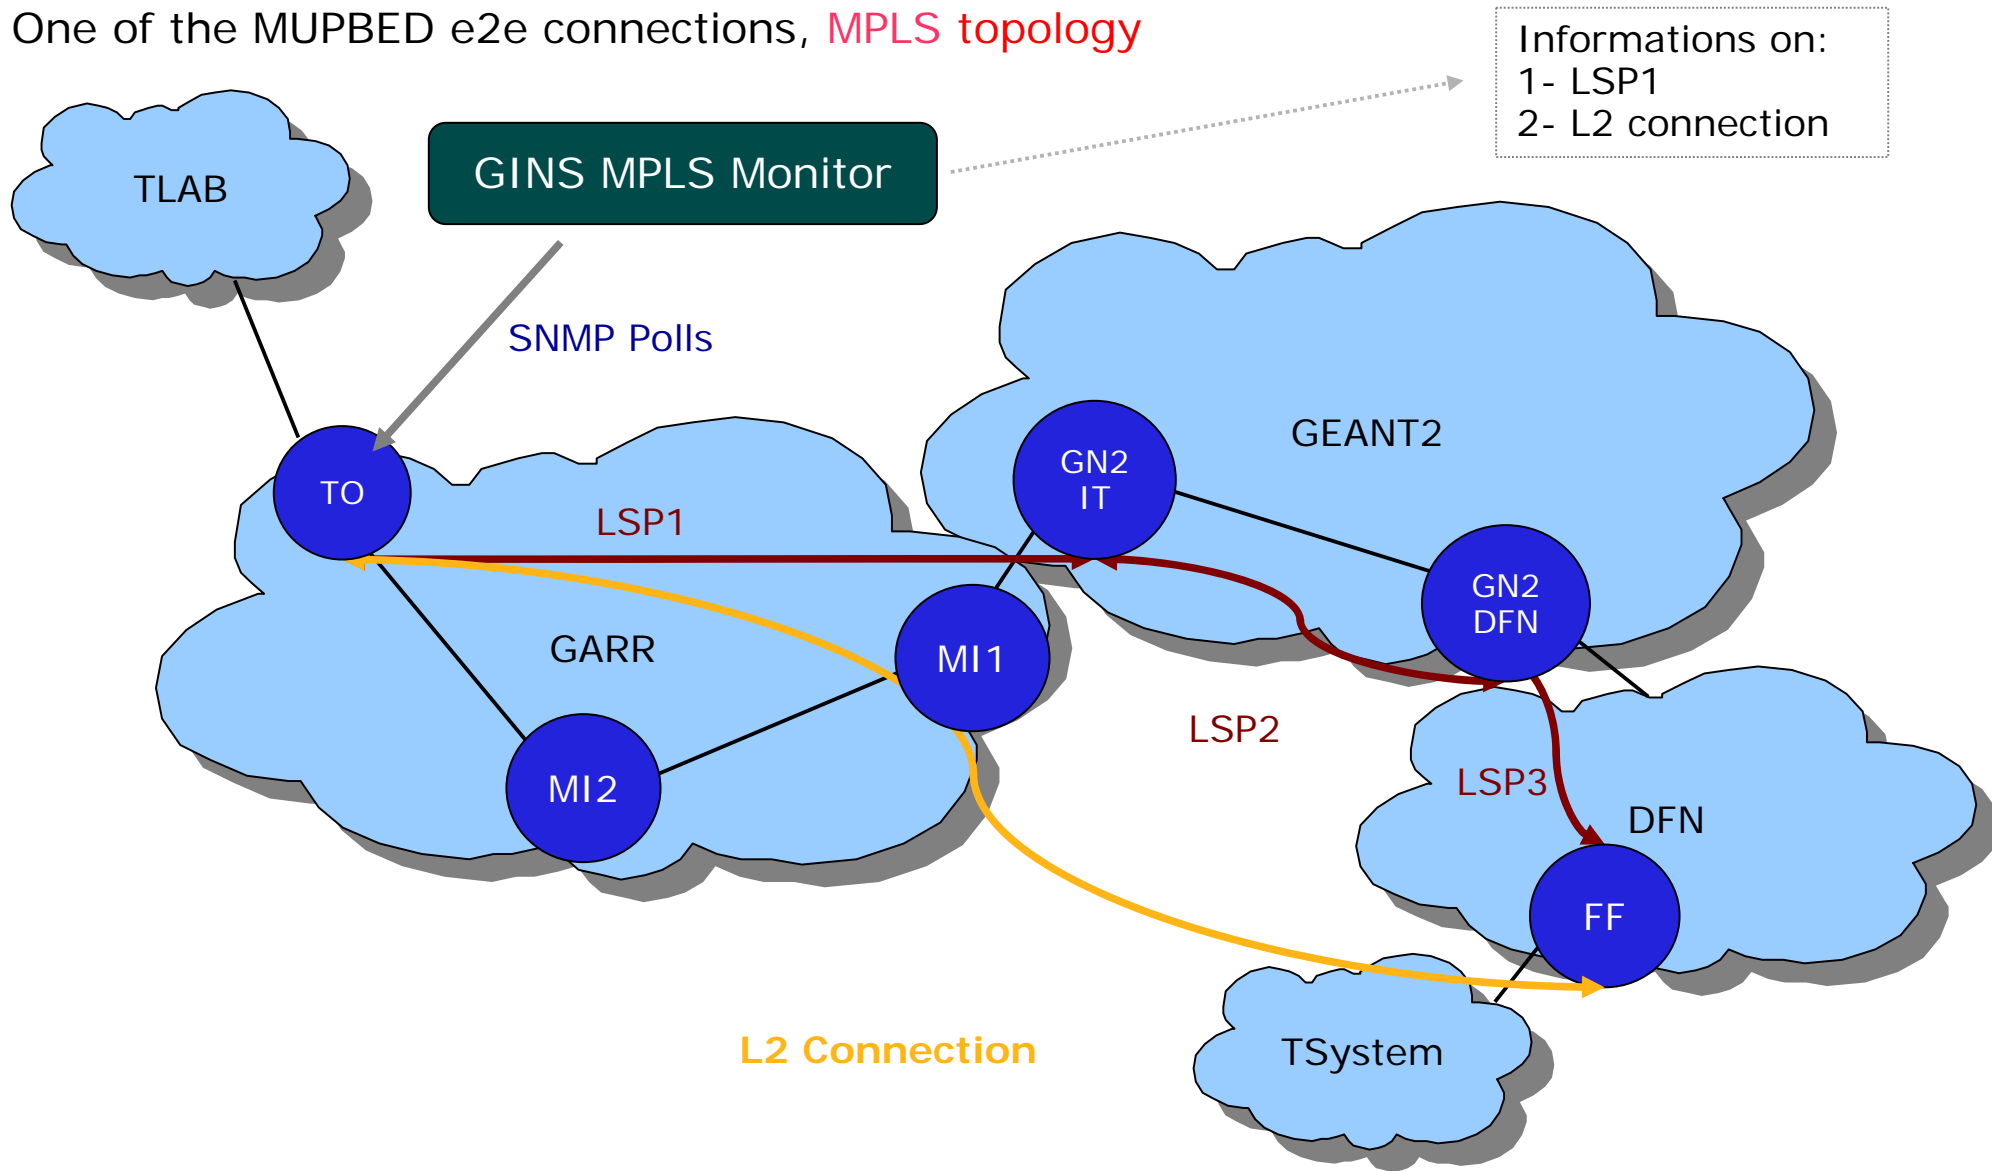 One of the MUPBED e2e connections, MPLS topology
Informations on:
1- LSP1
2- L2 connection
TLAB
GINS MPLS Monitor
SNMP Polls
GEANT2
GN2
IT
TO
LSP1
GN2
DFN
GARR
MI1
LSP2
MI2
LSP3
DFN
FF
L2 Connection
TSystem